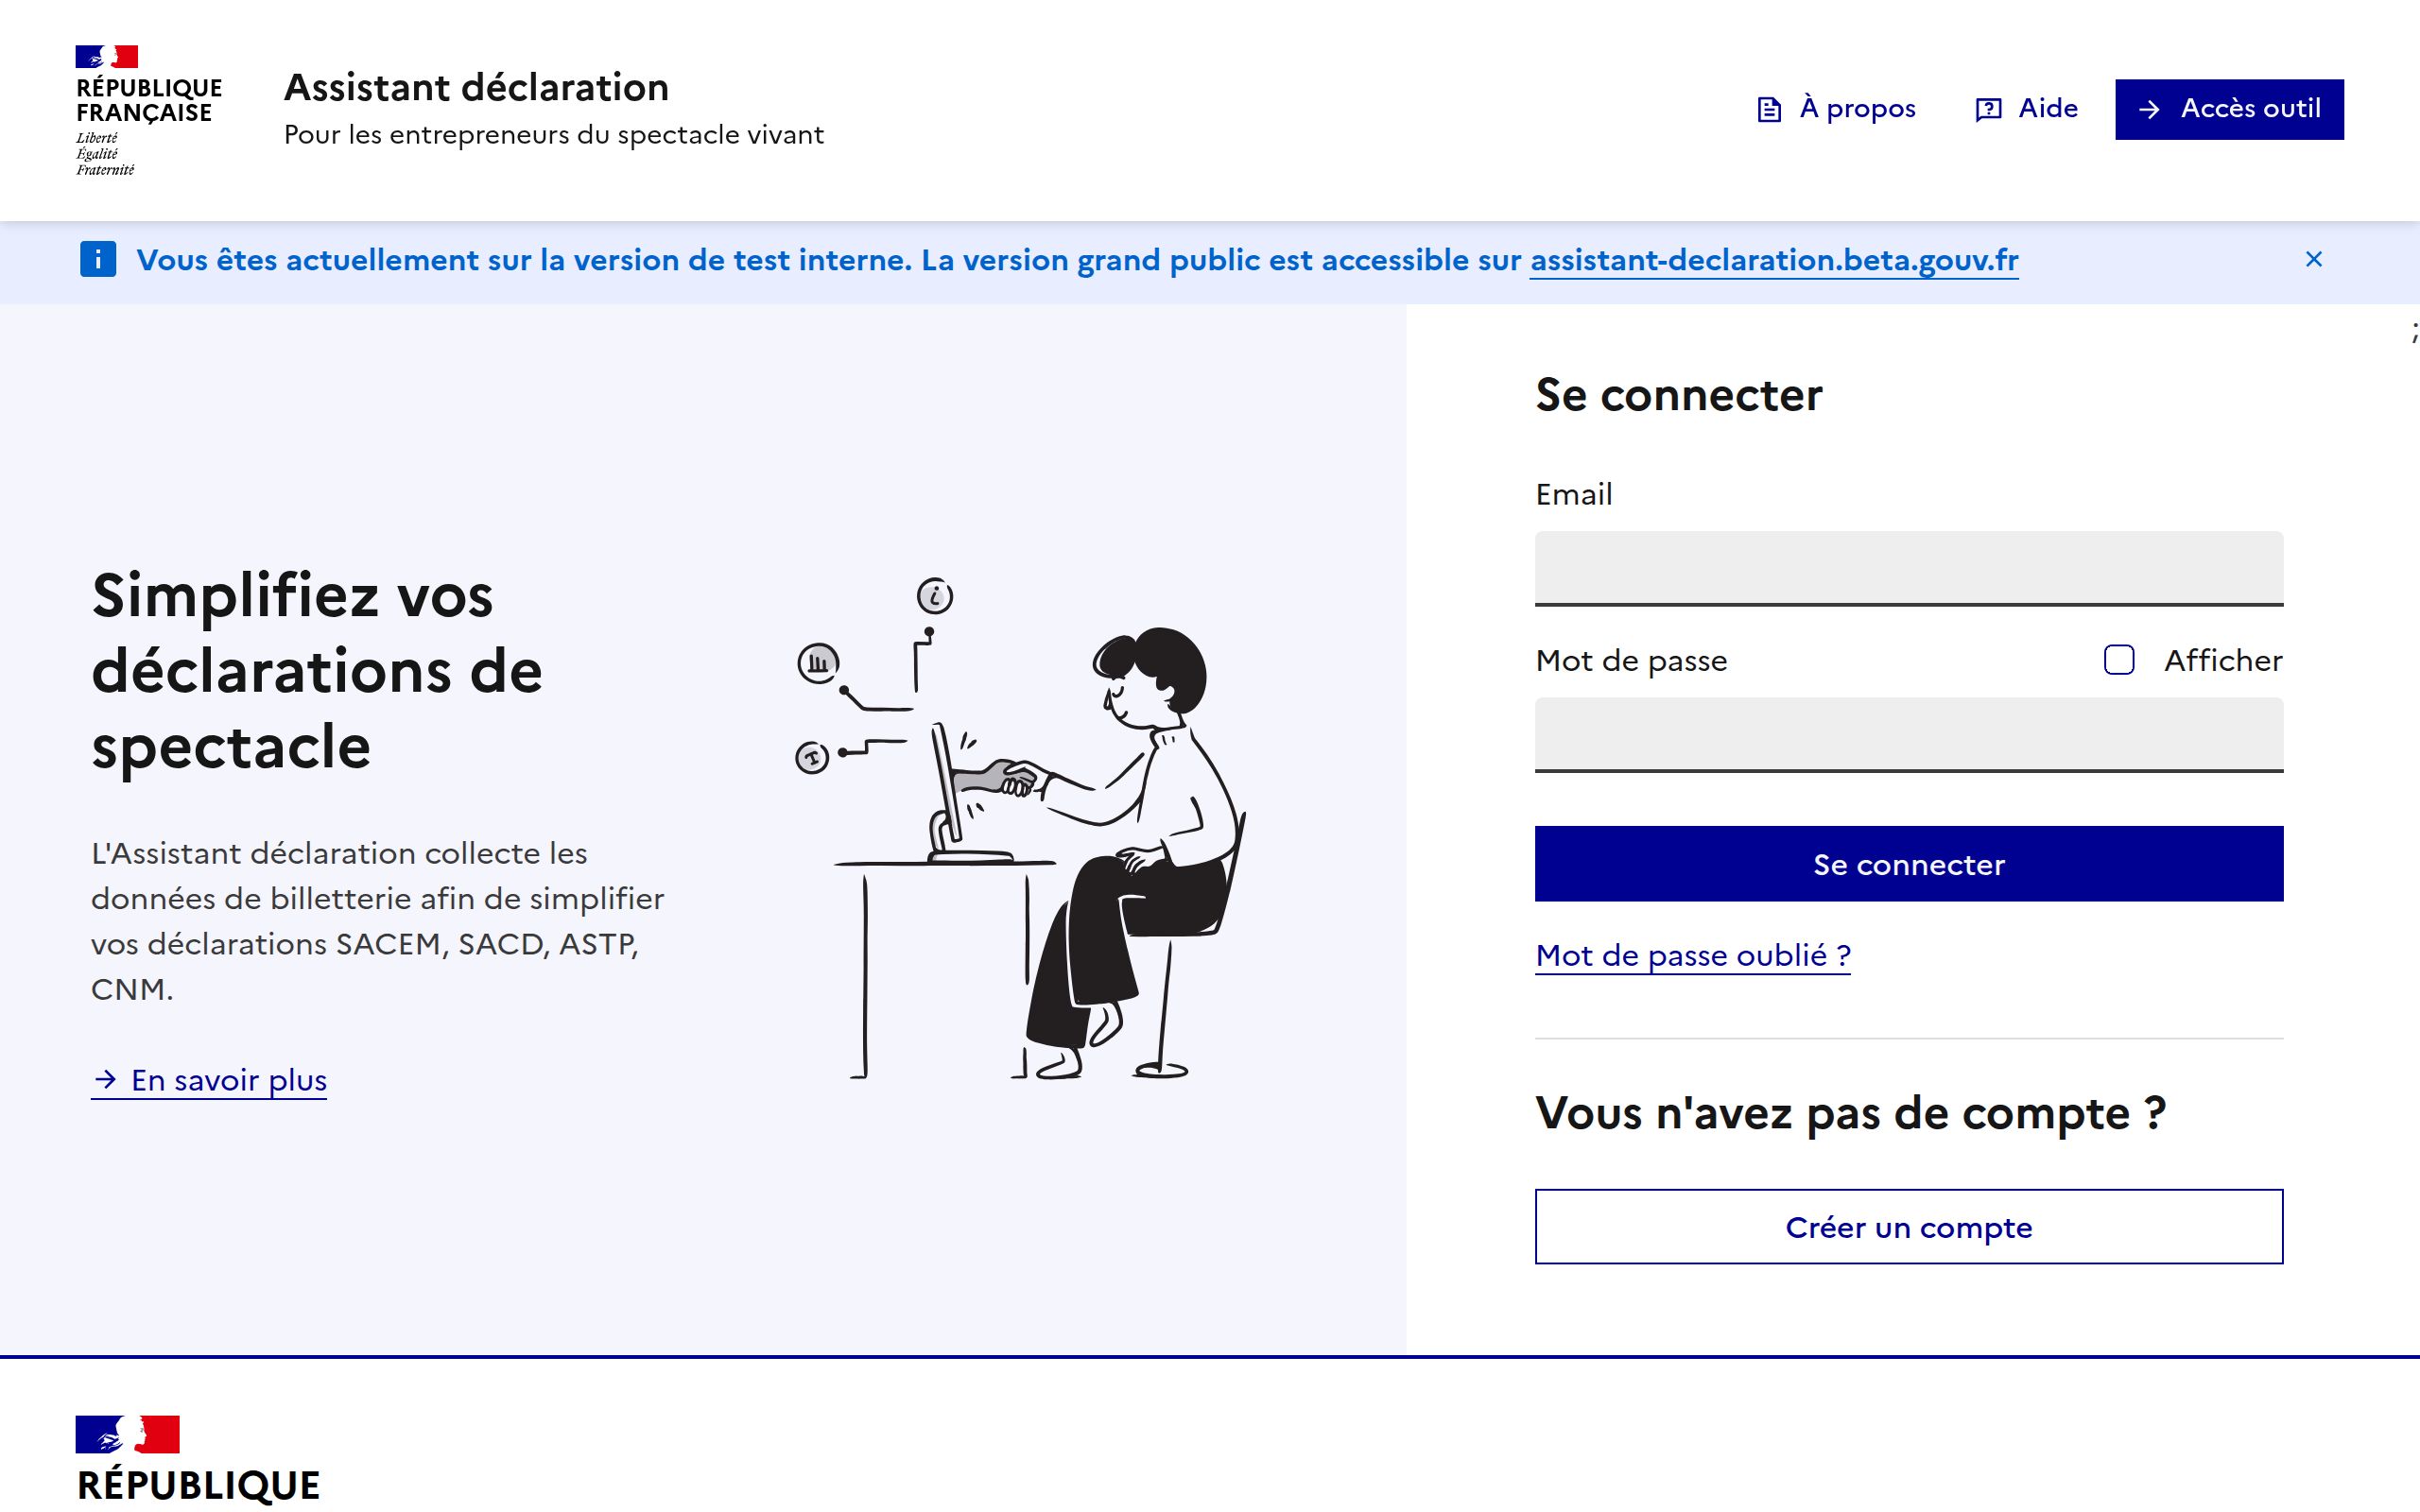 RÉPUBLIQUE
FRANÇAISE
Liberté
Égalité
Fraternité
Assistant déclaration
Pour les entrepreneurs du spectacle vivant
À propos
Aide
Accès outil
Vous êtes actuellement sur la version de test interne. La version grand public est accessible sur assistant-declaration.beta.gouv.fr
;
Simplifiez vos
déclarations de
spectacle
L'Assistant déclaration collecte les
données de billetterie afin de simplifier
vos déclarations SACEM, SACD, ASTP,
CNM.
En savoir plus
Se connecter
Email
Mot de passe
Afficher
Se connecter
Mot de passe oublié ?
Vous n'avez pas de compte ?
Créer un compte
RÉPUBLIQUE